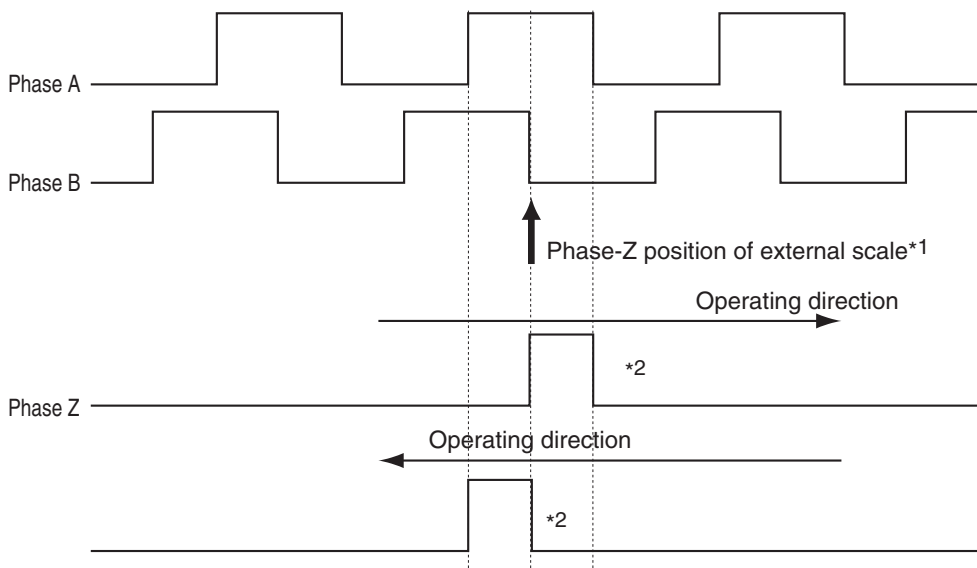 Phase A
Phase B
Phase-Z position of external scale*1
Operating direction
*2
Phase Z
Operating direction
*2